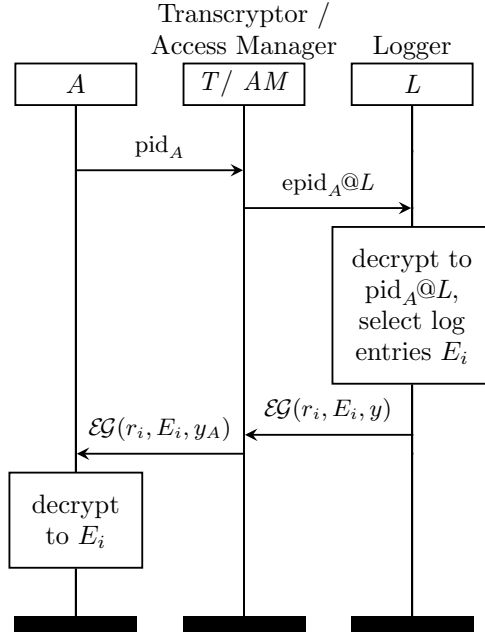 Transcryptor /
Access Manager
Logger
A
T/ AM
L
pid_A
epid_A@L
decrypt to
pid_A@L,
select log
entries E_i
𝓔𝓖(r_i, E_i, y)
𝓔𝓖(r_i, E_i, y_A)
decrypt
to E_i